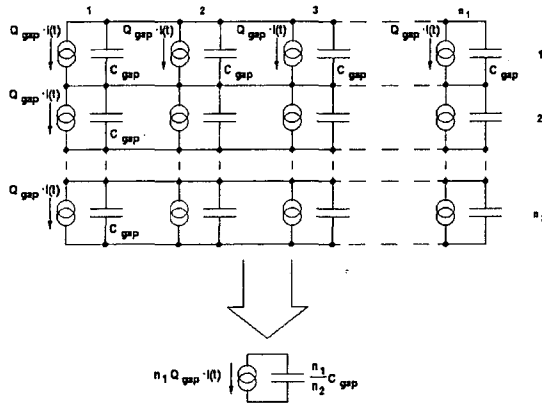 1 2 3 n₁
Q gap ·i(t) Q gap ·i(t) Q gap ·i(t) Q gap ·i(t)
1
C gap C gap C gap C gap
Q gap ·i(t)
2
C gap
Q gap ·i(t)
C gap
n₁ Q gap ·i(t) n₁/n₂ C gap